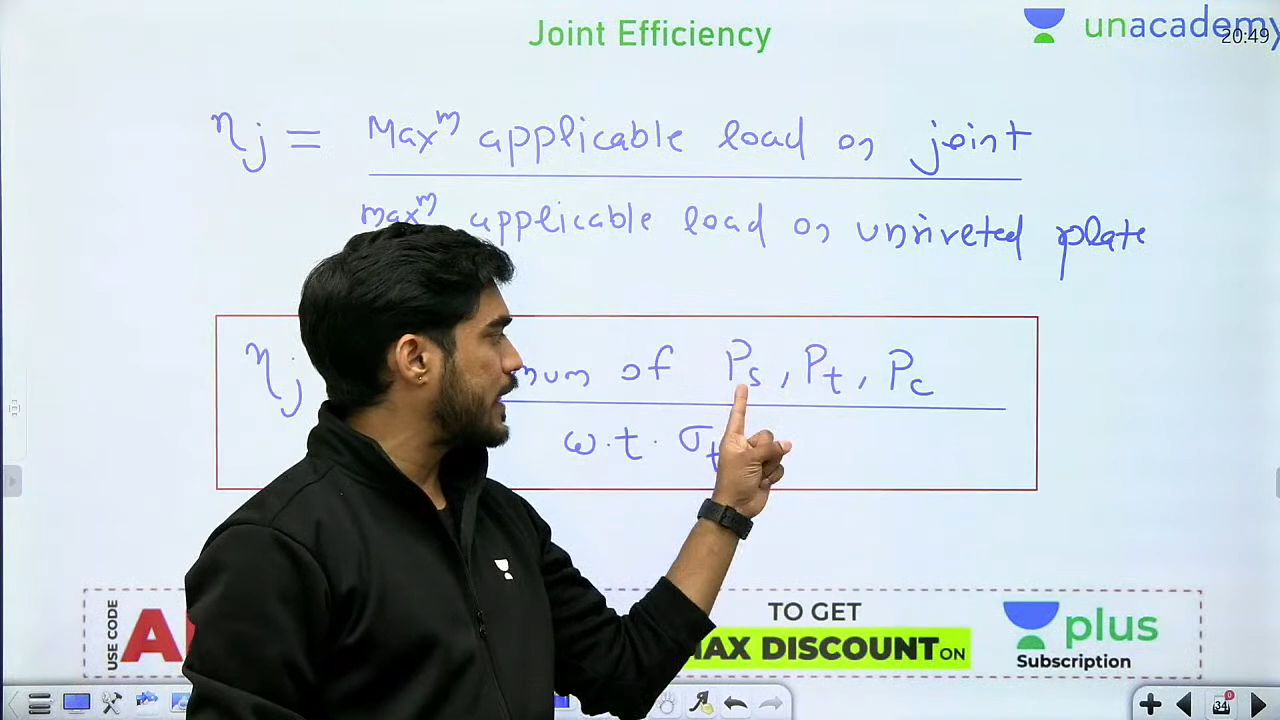 Joint Efficiency
unacademy
20:49
ηj = Maxᵐ applicable load on joint
maxᵐ applicable load on unriveted plate
ηj of Ps, Pt, Pc
w.t. σt
USE CODE
TO GET
MAX DISCOUNT ON
plus
Subscription
34